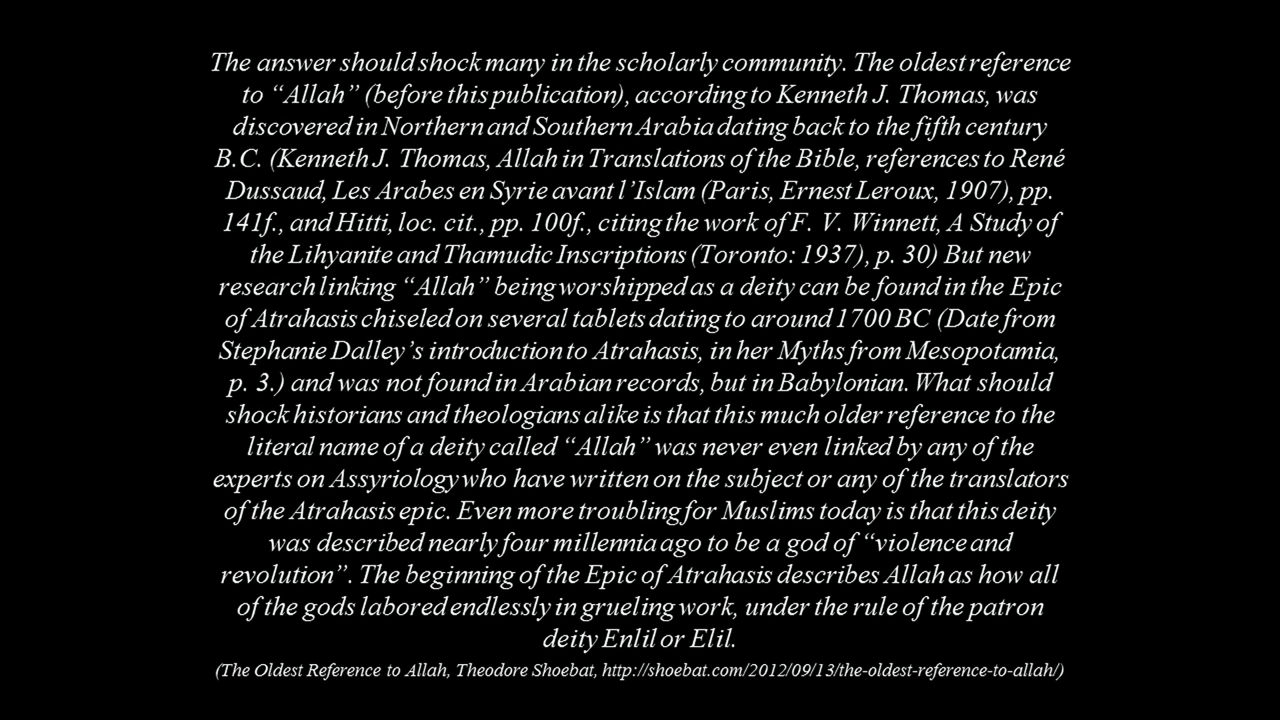 The answer should shock many in the scholarly community. The oldest reference
to “Allah” (before this publication), according to Kenneth J. Thomas, was
discovered in Northern and Southern Arabia dating back to the fifth century
B.C. (Kenneth J. Thomas, Allah in Translations of the Bible, references to René
Dussaud, Les Arabes en Syrie avant l’Islam (Paris, Ernest Leroux, 1907), pp.
141f., and Hitti, loc. cit., pp. 100f., citing the work of F. V. Winnett, A Study of
the Lihyanite and Thamudic Inscriptions (Toronto: 1937), p. 30) But new
research linking “Allah” being worshipped as a deity can be found in the Epic
of Atrahasis chiseled on several tablets dating to around 1700 BC (Date from
Stephanie Dalley’s introduction to Atrahasis, in her Myths from Mesopotamia,
p. 3.) and was not found in Arabian records, but in Babylonian. What should
shock historians and theologians alike is that this much older reference to the
literal name of a deity called “Allah” was never even linked by any of the
experts on Assyriology who have written on the subject or any of the translators
of the Atrahasis epic. Even more troubling for Muslims today is that this deity
was described nearly four millennia ago to be a god of “violence and
revolution”. The beginning of the Epic of Atrahasis describes Allah as how all
of the gods labored endlessly in grueling work, under the rule of the patron
deity Enlil or Elil.
(The Oldest Reference to Allah, Theodore Shoebat, http://shoebat.com/2012/09/13/the-oldest-reference-to-allah/)